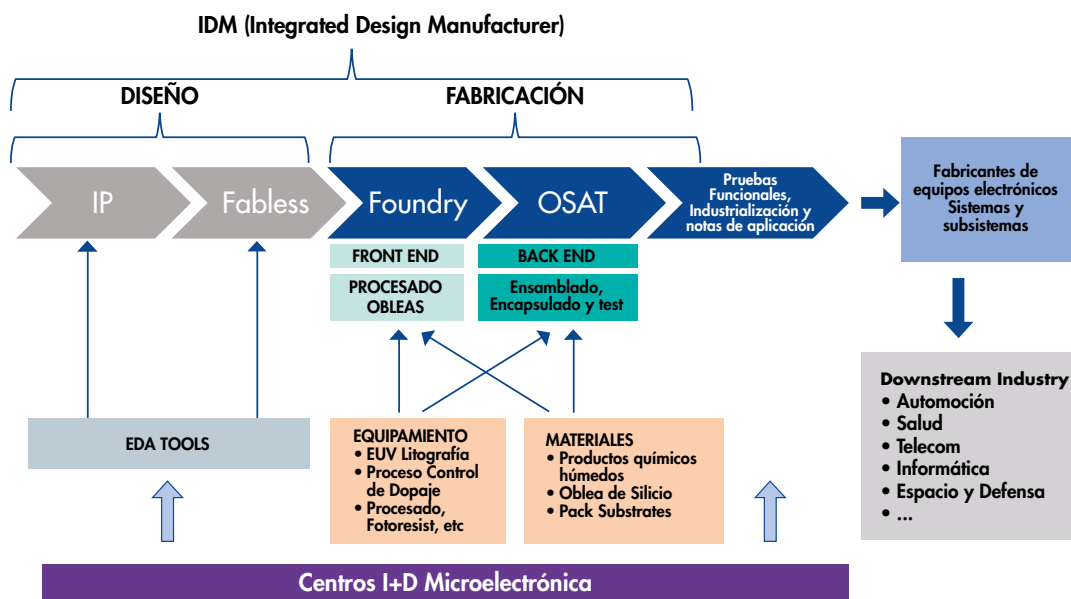 IDM (Integrated Design Manufacturer)
DISEÑO
FABRICACIÓN
IP
Fabless
Foundry
OSAT
Pruebas
Funcionales,
Industrialización y
notas de aplicación
Fabricantes de
equipos electrónicos
Sistemas y
subsistemas
FRONT END
BACK END
PROCESADO
OBLEAS
Ensamblado,
Encapsulado y test
EDA TOOLS
EQUIPAMIENTO
• EUV Litografía
• Proceso Control
de Dopaje
• Procesado,
Fotoresist, etc
MATERIALES
• Productos químicos
húmedos
• Oblea de Silicio
• Pack Substrates
Downstream Industry
• Automoción
• Salud
• Telecom
• Informática
• Espacio y Defensa
• ...
Centros I+D Microelectrónica